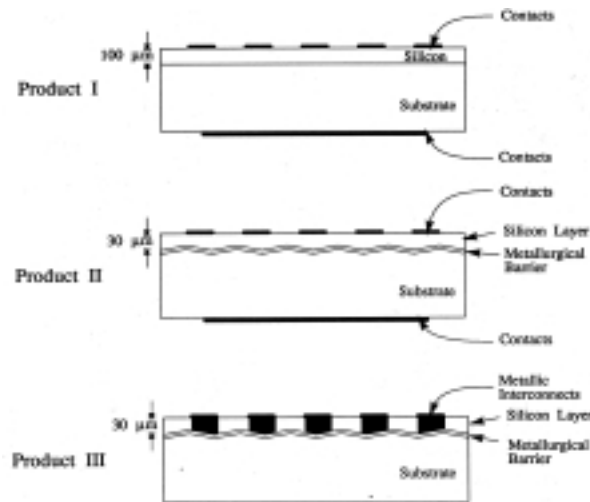 Contacts
100 μm
Silicon
Product I
Substrate
Contacts
Contacts
30 μm
Silicon Layer
Metallurgical
Barrier
Product II
Substrate
Contacts
Metallic
Interconnects
Silicon Layer
30 μm
Metallurgical
Barrier
Product III
Substrate